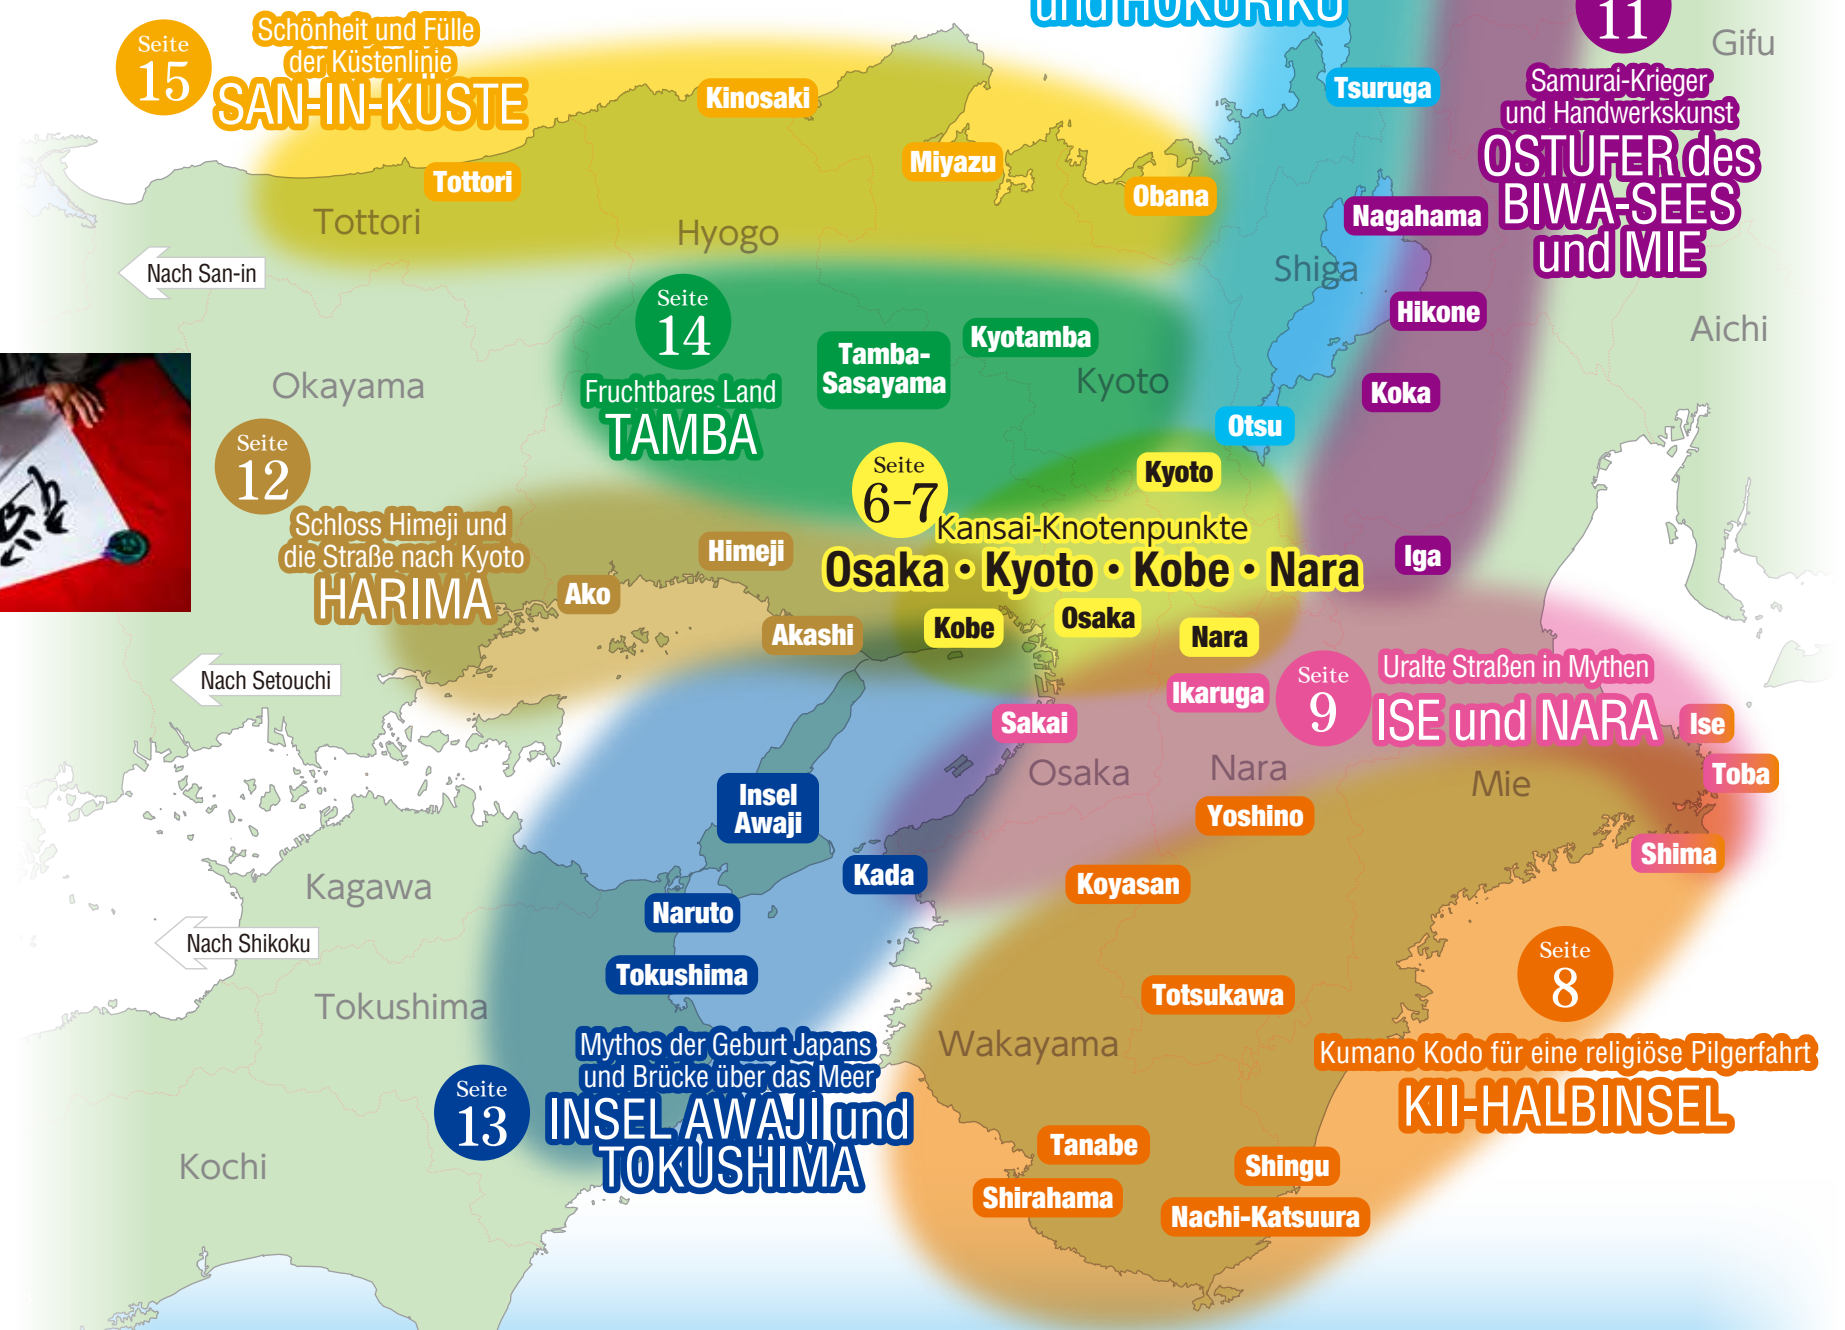 und HOKURIKU
Seite
15
Schönheit und Fülle
der Küstenlinie
SAN-IN-KÜSTE
11
Samurai-Krieger
und Handwerkskunst
OSTUFER des
BIWA-SEES
und MIE
Gifu
Kinosaki
Tsuruga
Tottori
Miyazu
Obana
Nagahama
Tottori
Hyogo
Shiga
Nach San-in
Hikone
Aichi
Seite
14
Fruchtbares Land
TAMBA
Tamba-
Sasayama
Kyotamba
Kyoto
Okayama
Koka
Otsu
Seite
12
Schloss Himeji und
die Straße nach Kyoto
HARIMA
Seite
6-7
Kansai-Knotenpunkte
Osaka • Kyoto • Kobe • Nara
Kyoto
Himeji
Iga
Ako
Akashi
Kobe
Osaka
Nara
Nach Setouchi
Ikaruga
Seite
9
Uralte Straßen in Mythen
ISE und NARA
Sakai
Ise
Osaka
Nara
Mie
Toba
Insel
Awaji
Yoshino
Shima
Kada
Koyasan
Kagawa
Naruto
Nach Shikoku
Tokushima
Totsukawa
Seite
8
Kumano Kodo für eine religiöse Pilgerfahrt
KII-HALBINSEL
Tokushima
Wakayama
Seite
13
Mythos der Geburt Japans
und Brücke über das Meer
INSEL AWAJI und
TOKUSHIMA
Tanabe
Kochi
Shingu
Shirahama
Nachi-Katsuura